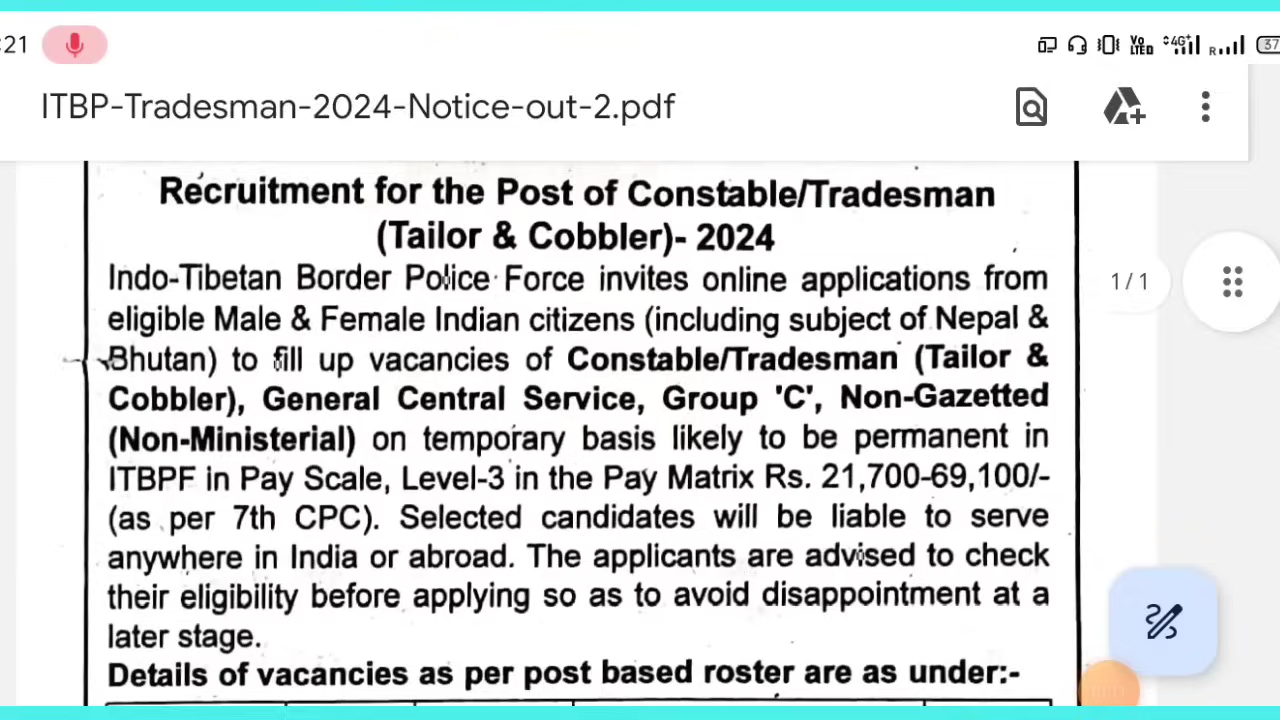 :21
Vo
LTED
4G+
R
37
ITBP-Tradesman-2024-Notice-out-2.pdf
Recruitment for the Post of Constable/Tradesman
(Tailor & Cobbler)- 2024
Indo-Tibetan Border Police Force invites online applications from
1 / 1
eligible Male & Female Indian citizens (including subject of Nepal &
Bhutan) to fill up vacancies of Constable/Tradesman (Tailor &
Cobbler), General Central Service, Group 'C', Non-Gazetted
(Non-Ministerial) on temporary basis likely to be permanent in
ITBPF in Pay Scale, Level-3 in the Pay Matrix Rs. 21,700-69,100/-
(as per 7th CPC). Selected candidates will be liable to serve
anywhere in India or abroad. The applicants are advised to check
their eligibility before applying so as to avoid disappointment at a
later stage.
Details of vacancies as per post based roster are as under:-